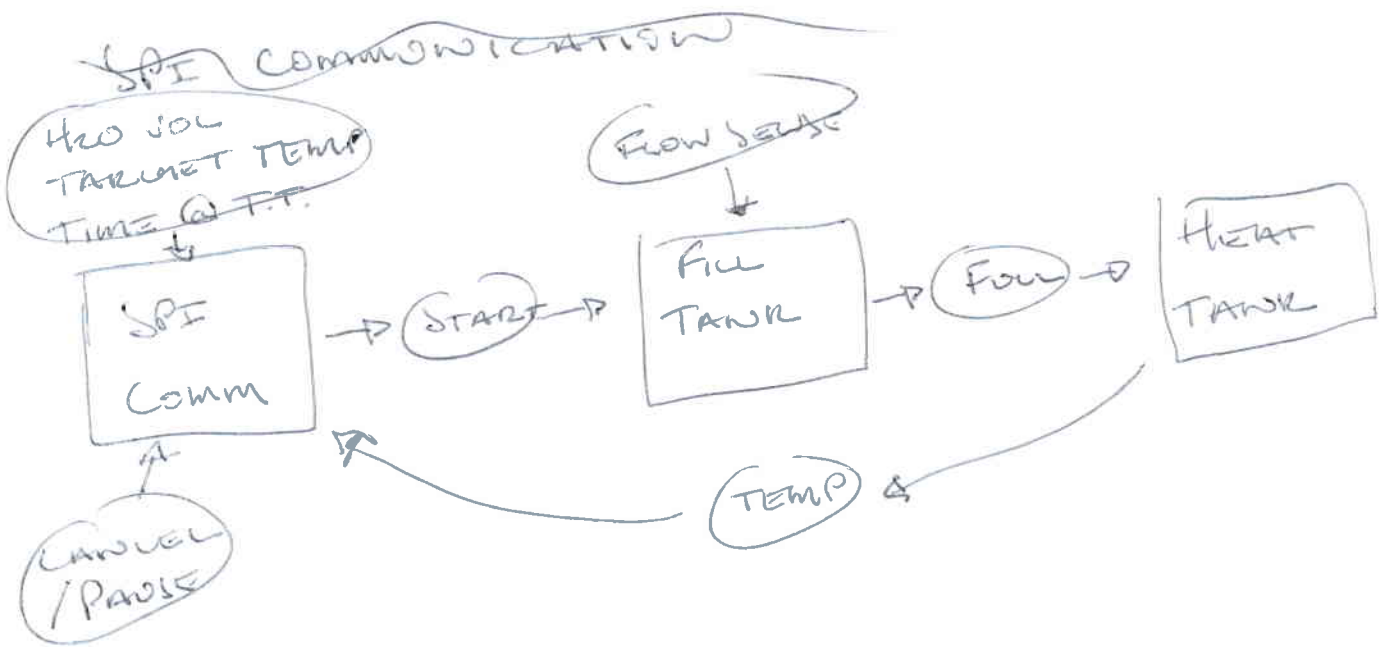 SPI COMMUNICATION
H20 VOL
TARGET TEMP
TIME @ T.T.
FLOW SENSE
SPI
COMM
START
FILL
TANK
FULL
HEAT
TANK
TEMP
CANCEL
/PAUSE